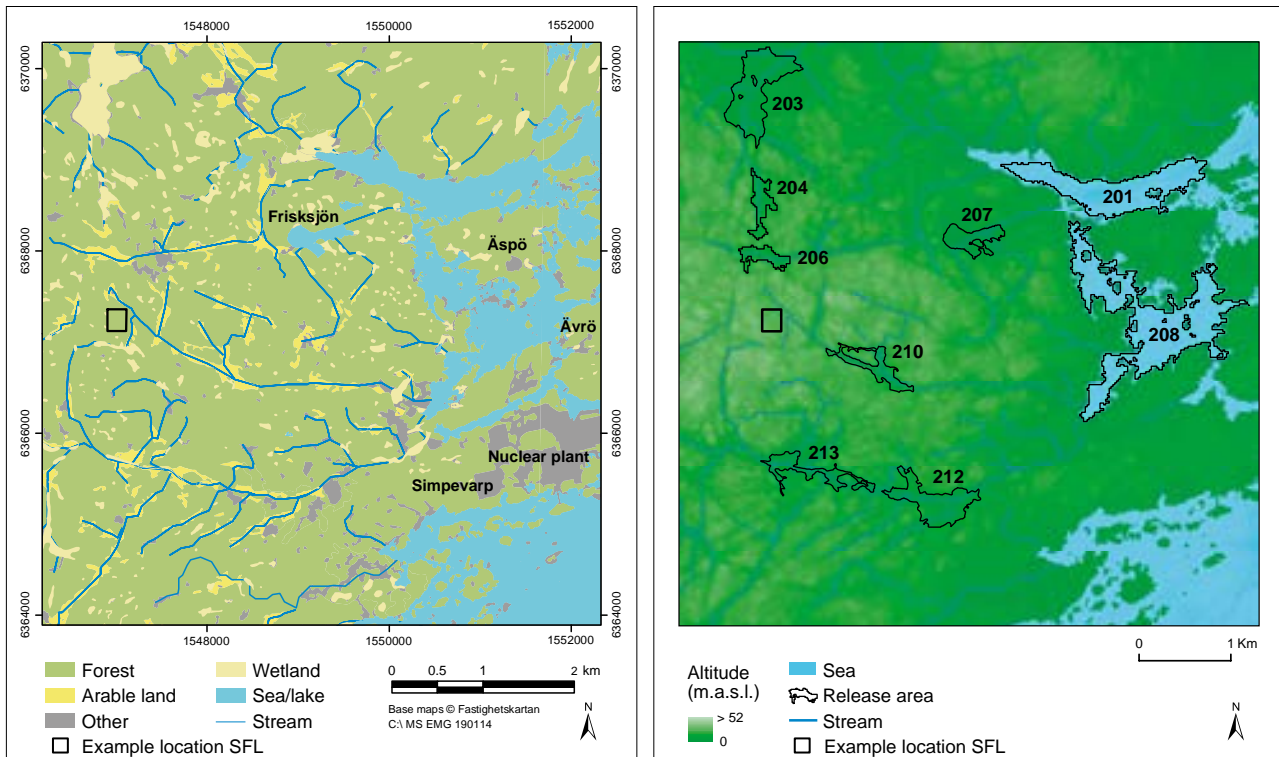 1548000
1550000
1552000
6370000
6370000
Frisksjön
Äspö
6368000
6368000
Ävrö
6366000
6366000
Nuclear plant
Simpevarp
6364000
6364000
1548000
1550000
1552000
Forest
Arable land
Other
Example location SFL
Wetland
Sea/lake
Stream
0 0.5 1 2 km
Base maps © Fastighetskartan
C:\ MS EMG 190114
N
203
204
201
207
206
208
210
213
212
Altitude
(m.a.s.l.)
> 52
0
Sea
Release area
Stream
Example location SFL
0 1 Km
N